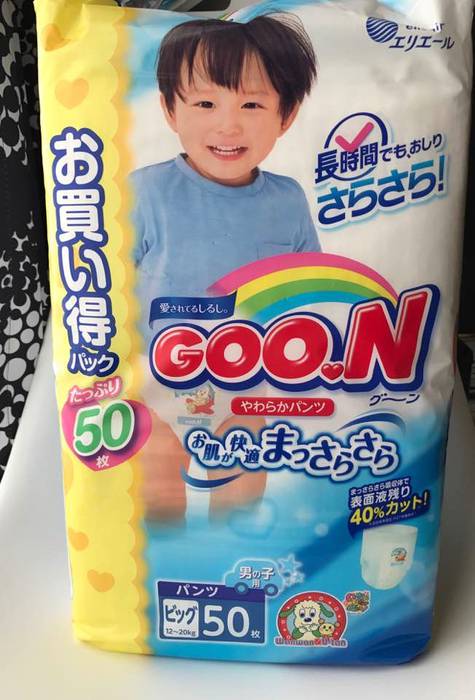 エリエール
お買い得
パック
たっぷり
50
枚
長時間でも、おしり
さらさら!
愛されてるしるし。
GOO.N
やわらかパンツ
グ〜ン
お肌が快適まっさらさら
まっさらさら吸収体で
表面液残り
40%カット!
男の子
用
パンツ
ビッグ
12~20kg
50枚
wanwan&U-tan